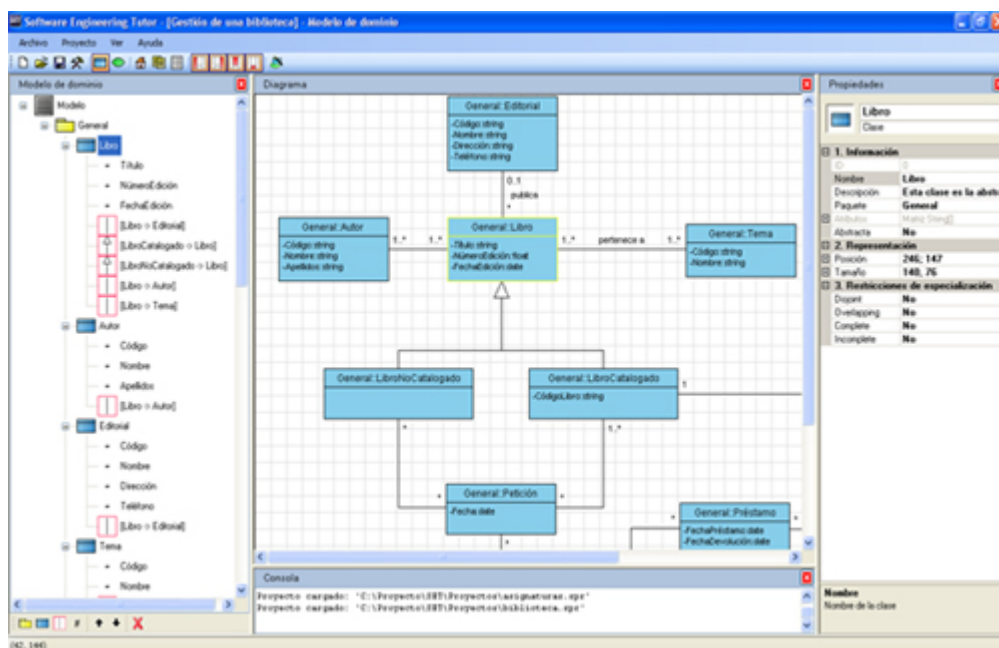 Software Engineering Tutor - [Gestión de una biblioteca] - Modelo de dominio
Archivo Proyecto Ver Ayuda
Modelo de dominio
Modelo
General
Libro
Título
NúmeroEdición
FechaEdición
[Libro -> Editorial]
[LibroCatalogado -> Libro]
[LibroNoCatalogado -> Libro]
[Libro -> Autor]
[Libro -> Tema]
Autor
Código
Nombre
Apellidos
[Libro -> Autor]
Editorial
Código
Nombre
Dirección
Teléfono
[Libro -> Editorial]
Tema
Código
Nombre
Diagrama
General::Editorial
-Código:string
-Nombre:string
-Dirección:string
-Teléfono:string
0..1
publica
*
General::Autor
-Código:string
-Nombre:string
-Apellidos:string
1..* 1..*
General::Libro
-Título:string
-NúmeroEdición:float
-FechaEdición:date
1..* pertenece a 1..*
General::Tema
-Código:string
-Nombre:string
General::LibroNoCatalogado
General::LibroCatalogado
-CódigoLibro:string
1
* 1..*
* *
General::Petición
-Fecha:date
*
* *
General::Préstamo
-FechaPréstamo:date
-FechaDevolución:date
Consola
Proyecto cargado: 'C:\Proyecto\SET\Proyectos\asignaturas.spr'
Proyecto cargado: 'C:\Proyecto\SET\Proyectos\biblioteca.spr'
Propiedades
Libro
Clase
1. Información
ID 0
Nombre Libro
Descripción Esta clase es la abstr
Paquete General
Atributos Matriz String[]
Abstracta No
2. Representación
Posición 246; 147
Tamaño 140; 76
3. Restricciones de especialización
Disjoint No
Overlapping No
Complete No
Incomplete No
Nombre
Nombre de la clase
(42, 144)